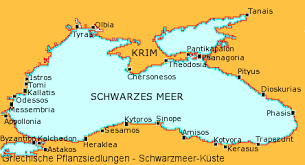 Tanais
Olbia
Tyras
KRIM
Pantikapaion
Phanagoria
Theodosia
Chersonesos
Pityus
Istros
Tomi
Kallatis
Odessos
Messembria
Apollonia
SCHWARZES MEER
Dioskurias
Phasis
Kytoros
Sinope
Sesamos
Amisos
Trapezunt
Byzantion
Kalchedon
Heraklea
Kotyora
Kerasus
Astakos
Griechische Pflanzsiedlungen - Schwarzmeer-Küste